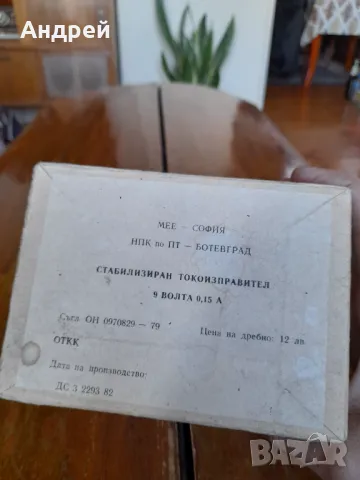 Андрей
МЕЕ - СОФИЯ
НПК по ПТ — БОТЕВГРАД
СТАБИЛИЗИРАН ТОКОИЗПРАВИТЕЛ
9 ВОЛТА 0,15 А
Съгл ОН 0970829 — 79 Цена на дребно: 12 лв.
ОТКК
Дата на производство:
ДС 3 2293 82
BAZAR